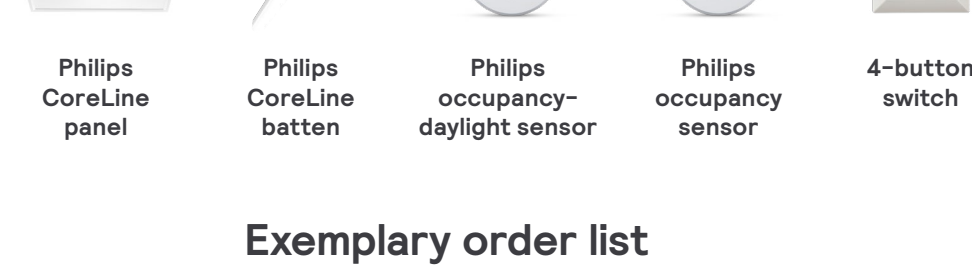 Philips CoreLine panel
Philips CoreLine batten
Philips occupancy-daylight sensor
Philips occupancy sensor
4-button switch
Exemplary order list